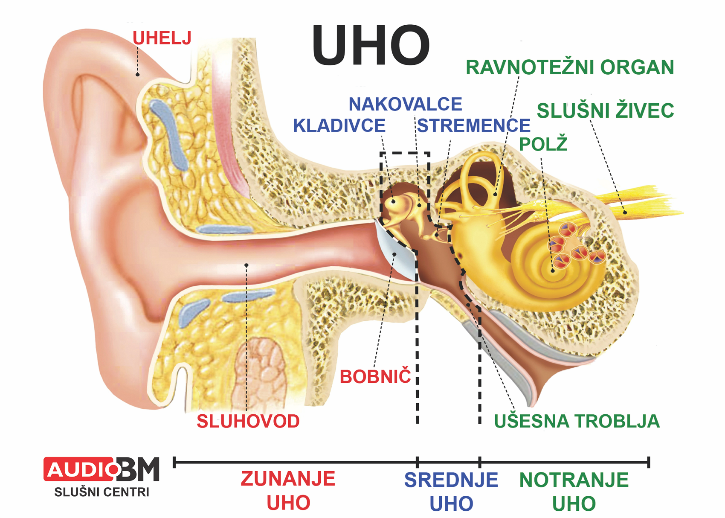 UHO
UHELJ
RAVNOTEŽNI ORGAN
NAKOVALCE
SLUŠNI ŽIVEC
KLADIVCE
STREMENCE
POLŽ
BOBNIČ
SLUHOVOD
UŠESNA TROBLJA
AUDIOBM
SLUŠNI CENTRI
ZUNANJE
UHO
SREDNJE
UHO
NOTRANJE
UHO